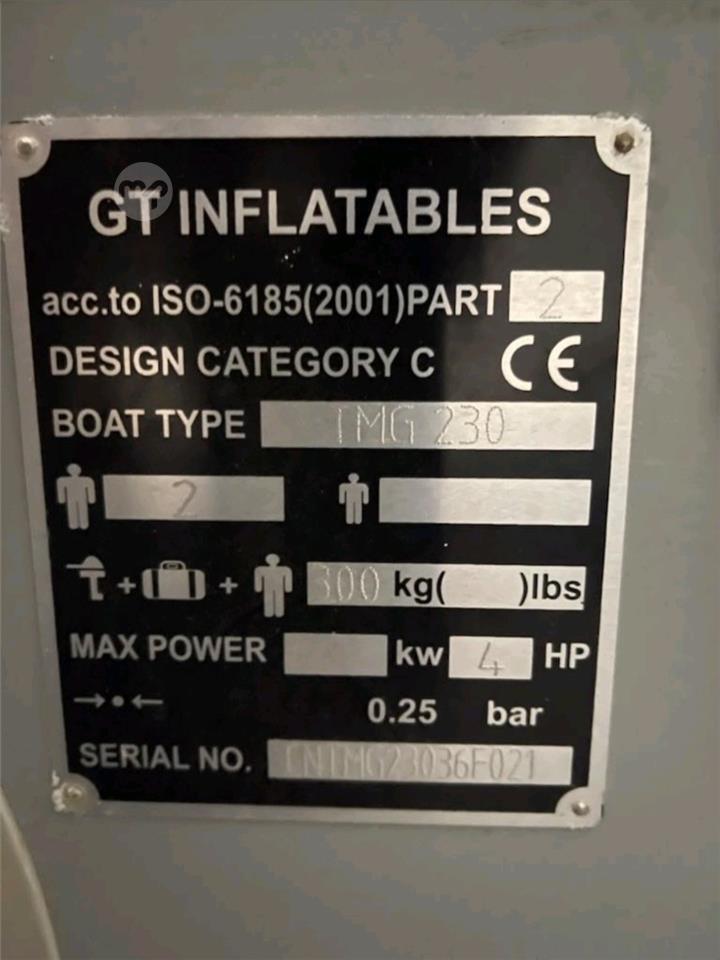 GT INFLATABLES
acc.to ISO-6185(2001)PART 2
DESIGN CATEGORY C CE
BOAT TYPE TMG 230
2
+ + 300 kg( )lbs
MAX POWER kw 4 HP
0.25 bar
SERIAL NO. CNTMG23036F021